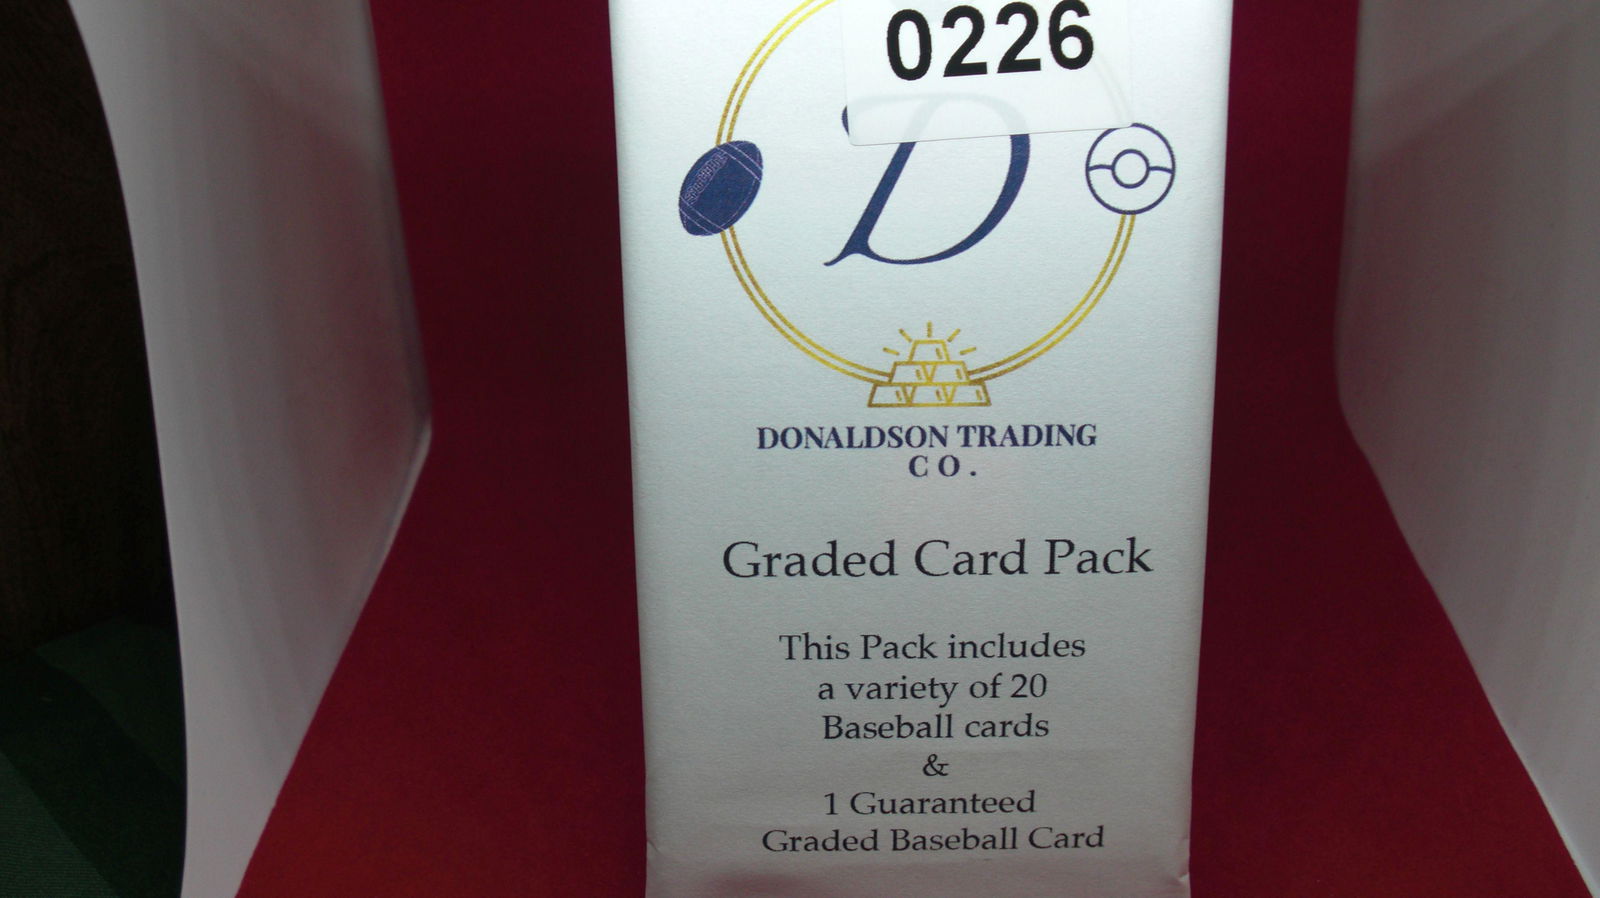 0226
D
DONALDSON TRADING
CO.
Graded Card Pack
This Pack includes
a variety of 20
Baseball cards
&
1 Guaranteed
Graded Baseball Card